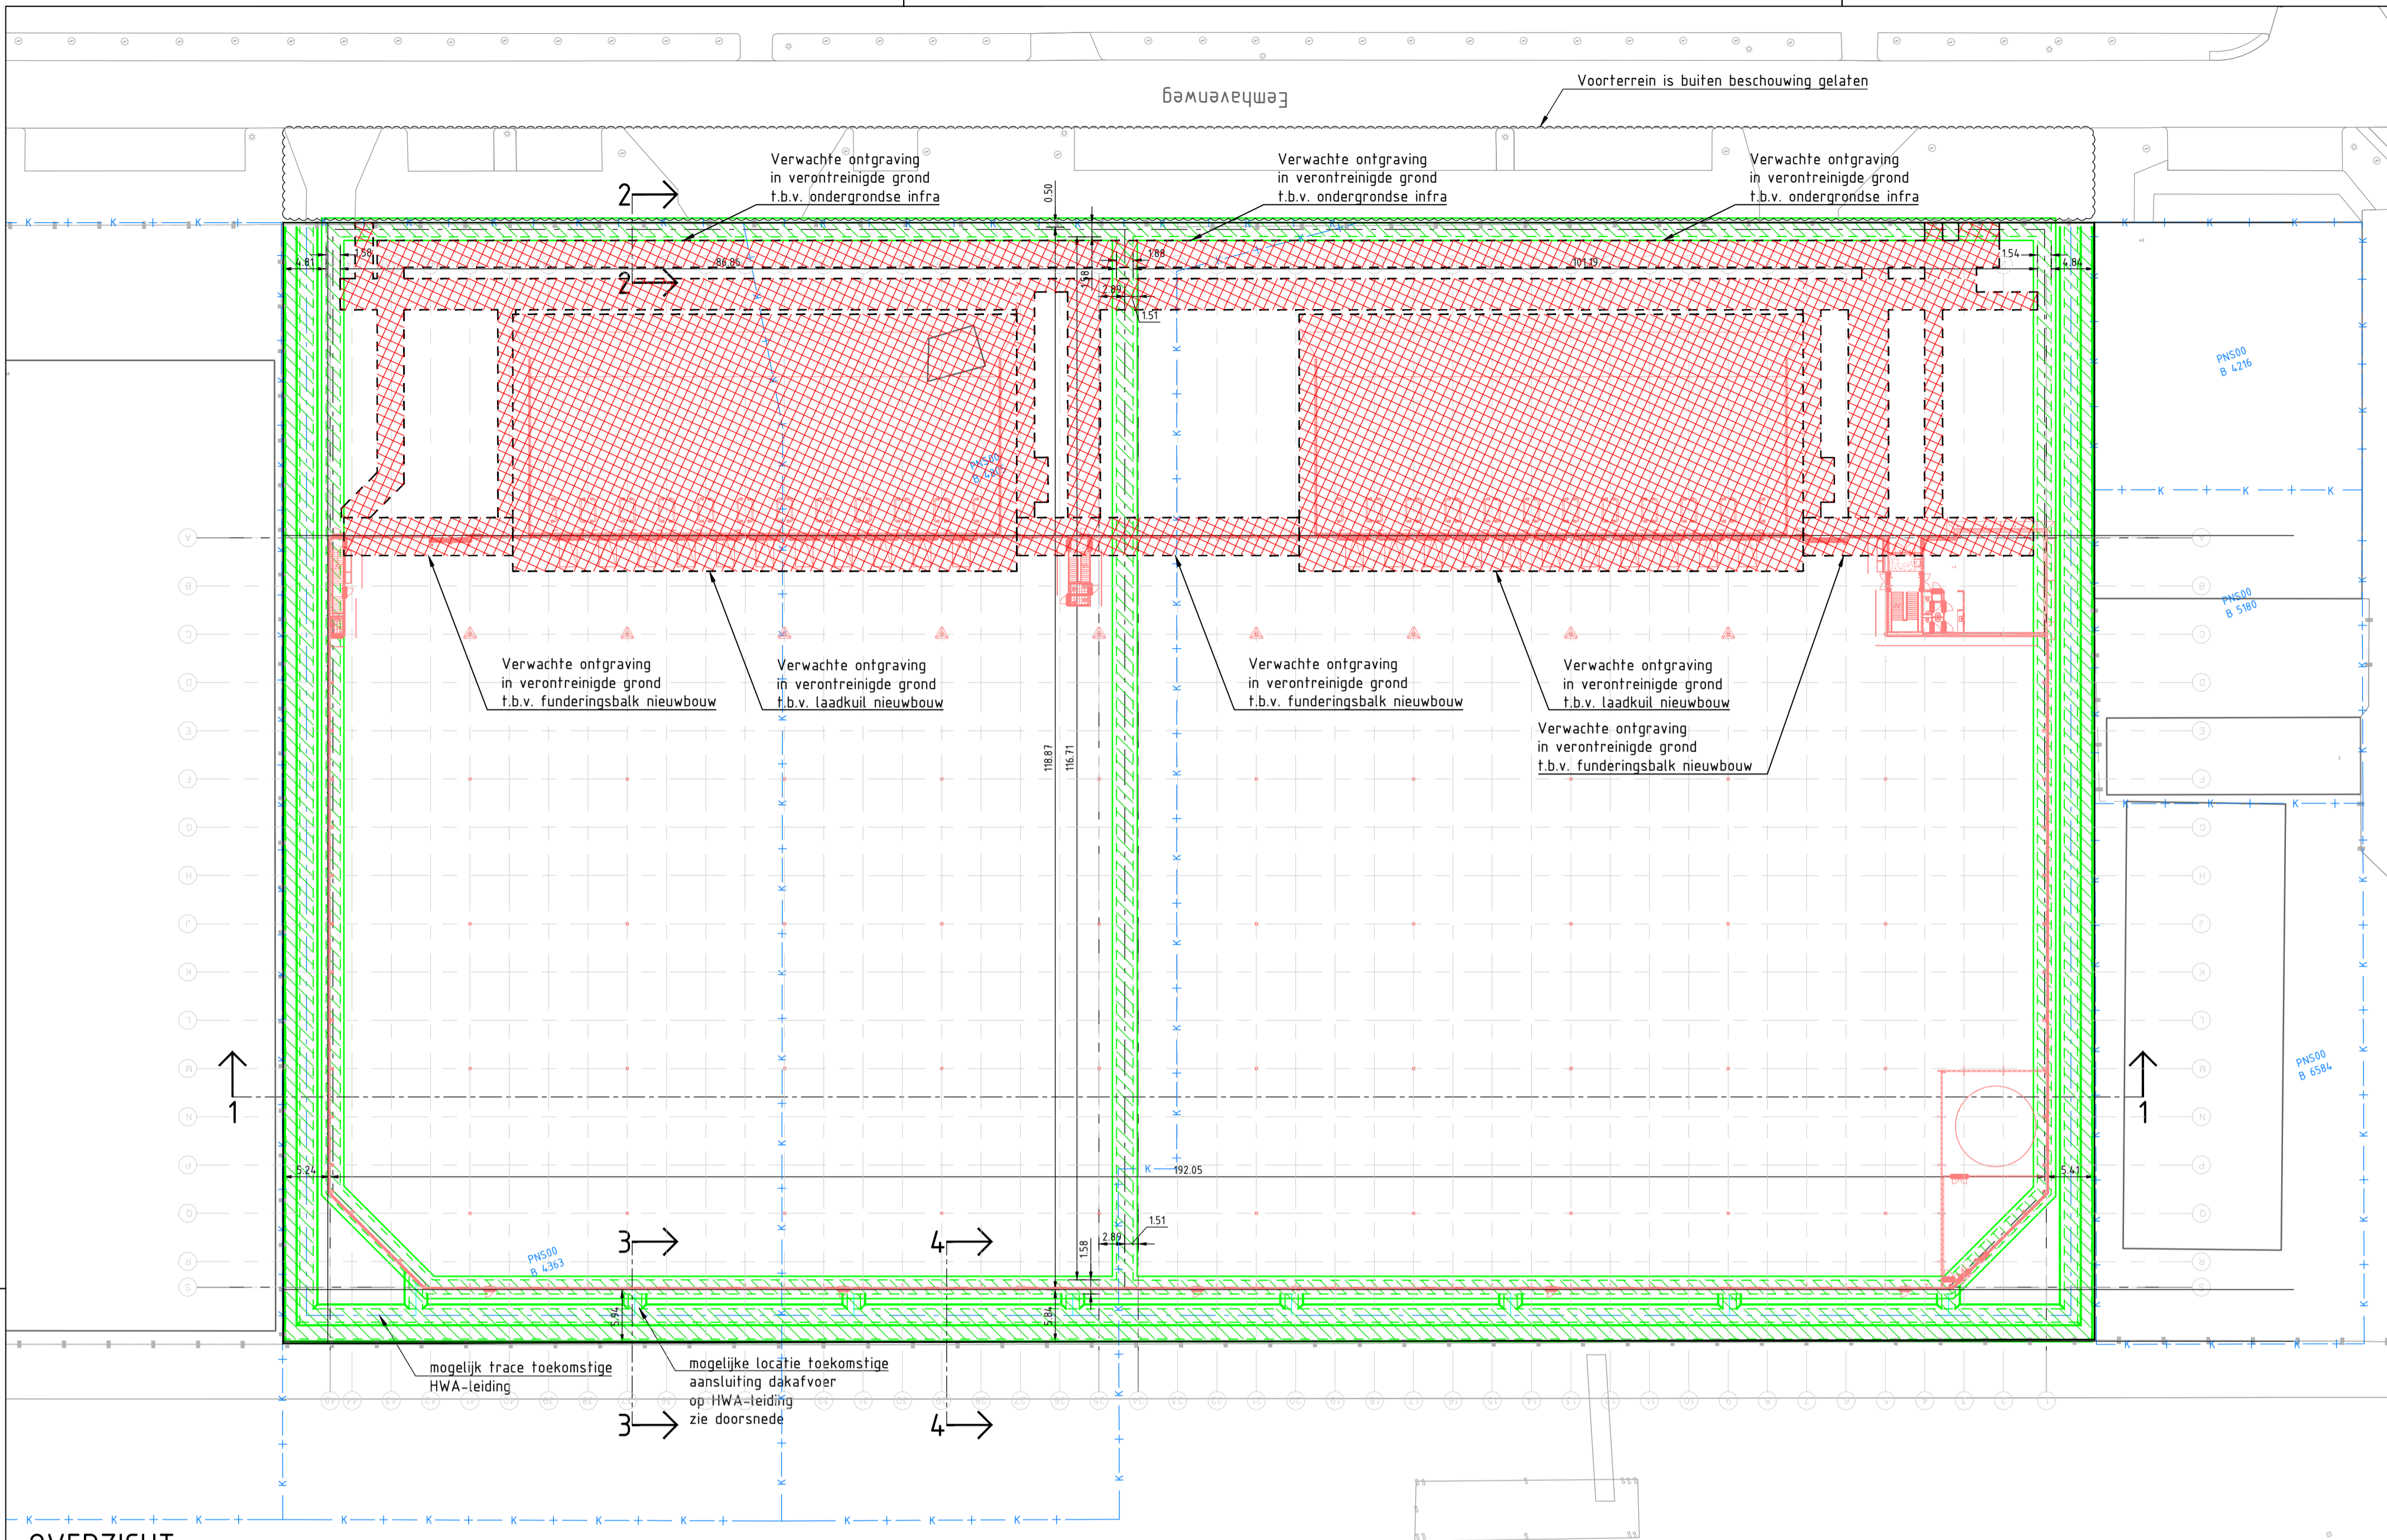 Voorterrein is buiten beschouwing gelaten
Eemhavenweg
Verwachte ontgraving
in verontreinigde grond
t.b.v. ondergrondse infra
Verwachte ontgraving
in verontreinigde grond
t.b.v. ondergrondse infra
Verwachte ontgraving
in verontreinigde grond
t.b.v. ondergrondse infra
2
0.50
4.81
86.85
1.88
101.19
1.54
4.84
2
1.58
2.89
1.51
PNS00
B 4216
PNS00
B 5180
Verwachte ontgraving
in verontreinigde grond
t.b.v. funderingsbalk nieuwbouw
Verwachte ontgraving
in verontreinigde grond
t.b.v. laadkuil nieuwbouw
Verwachte ontgraving
in verontreinigde grond
t.b.v. funderingsbalk nieuwbouw
Verwachte ontgraving
in verontreinigde grond
t.b.v. laadkuil nieuwbouw
Verwachte ontgraving
in verontreinigde grond
t.b.v. funderingsbalk nieuwbouw
118.87
116.71
PNS00
B 6584
1
1
5.24
192.05
5.41
1.51
2.89
1.58
3
4
PNS00
B 4363
5.94
5.84
mogelijk trace toekomstige
HWA-leiding
mogelijke locatie toekomstige
aansluiting dakafvoer
op HWA-leiding
zie doorsnede
3
4
OVERZICHT